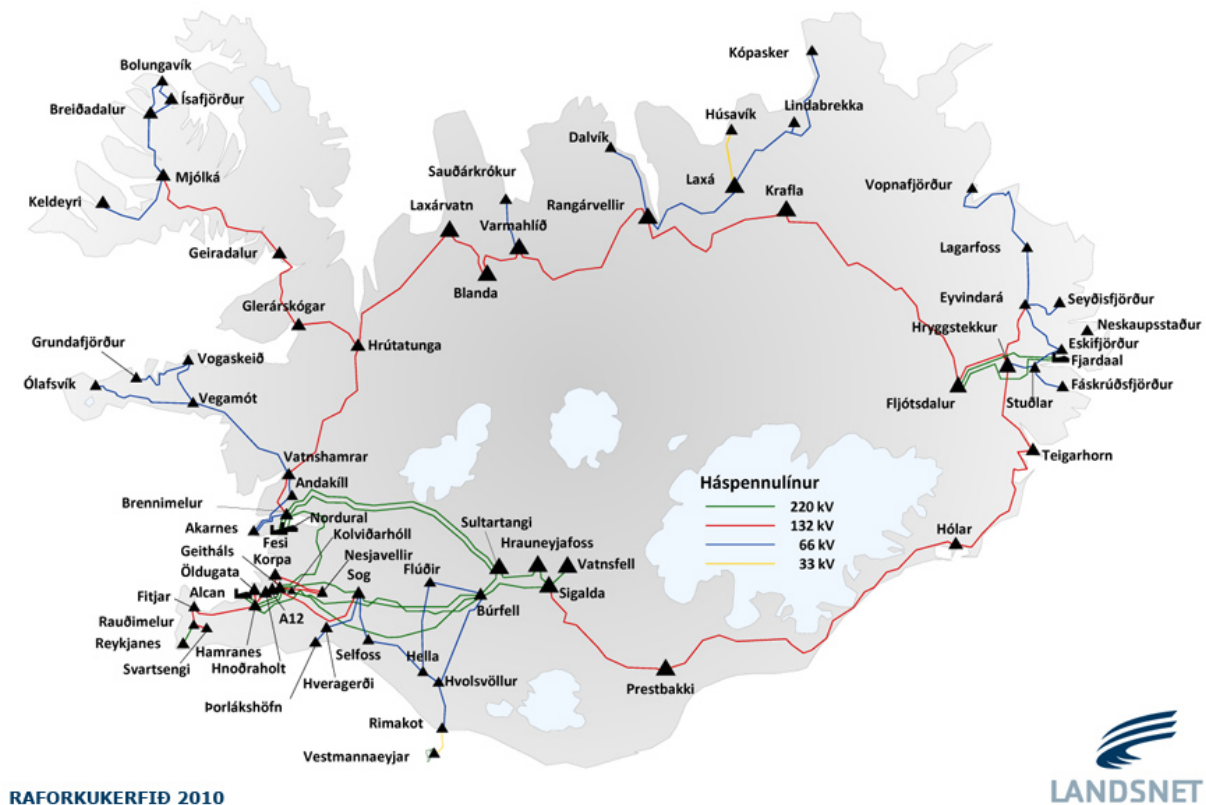 Kópasker
Bolungavík
Ísafjörður
Breiðadalur
Lindabrekka
Húsavík
Dalvík
Mjólká
Sauðárkrókur
Laxá
Krafla
Vopnafjörður
Keldeyri
Laxárvatn
Rangárvellir
Varmahlíð
Geiradalur
Lagarfoss
Blanda
Eyvindará
Seyðisfjörður
Glerárskógar
Hryggstekkur
Neskaupsstaður
Grundafjörður
Vogaskeið
Hrútatunga
Eskifjörður
Fjardaal
Ólafsvík
Vegamót
Fljótsdalur
Stuðlar
Fáskrúðsfjörður
Vatnshamrar
Teigarhorn
Andakíll
Háspennulínur
220 kV
132 kV
66 kV
33 kV
Brennimelur
Nordural
Akarnes
Fesi
Kolviðarhóll
Sultartangi
Hrauneyjafoss
Hólar
Geitháls
Korpa
Nesjavellir
Sog
Flúðir
Vatnsfell
Öldugata
Alcan
Fitjar
Sigalda
Búrfell
A12
Rauðimelur
Reykjanes
Svartsengi
Hamranes
Hnoðraholt
Selfoss
Hella
Hveragerði
Hvolsvöllur
Prestbakki
Þorlákshöfn
Rimakot
Vestmannaeyjar
RAFORKUKERFIÐ 2010
LANDSNET